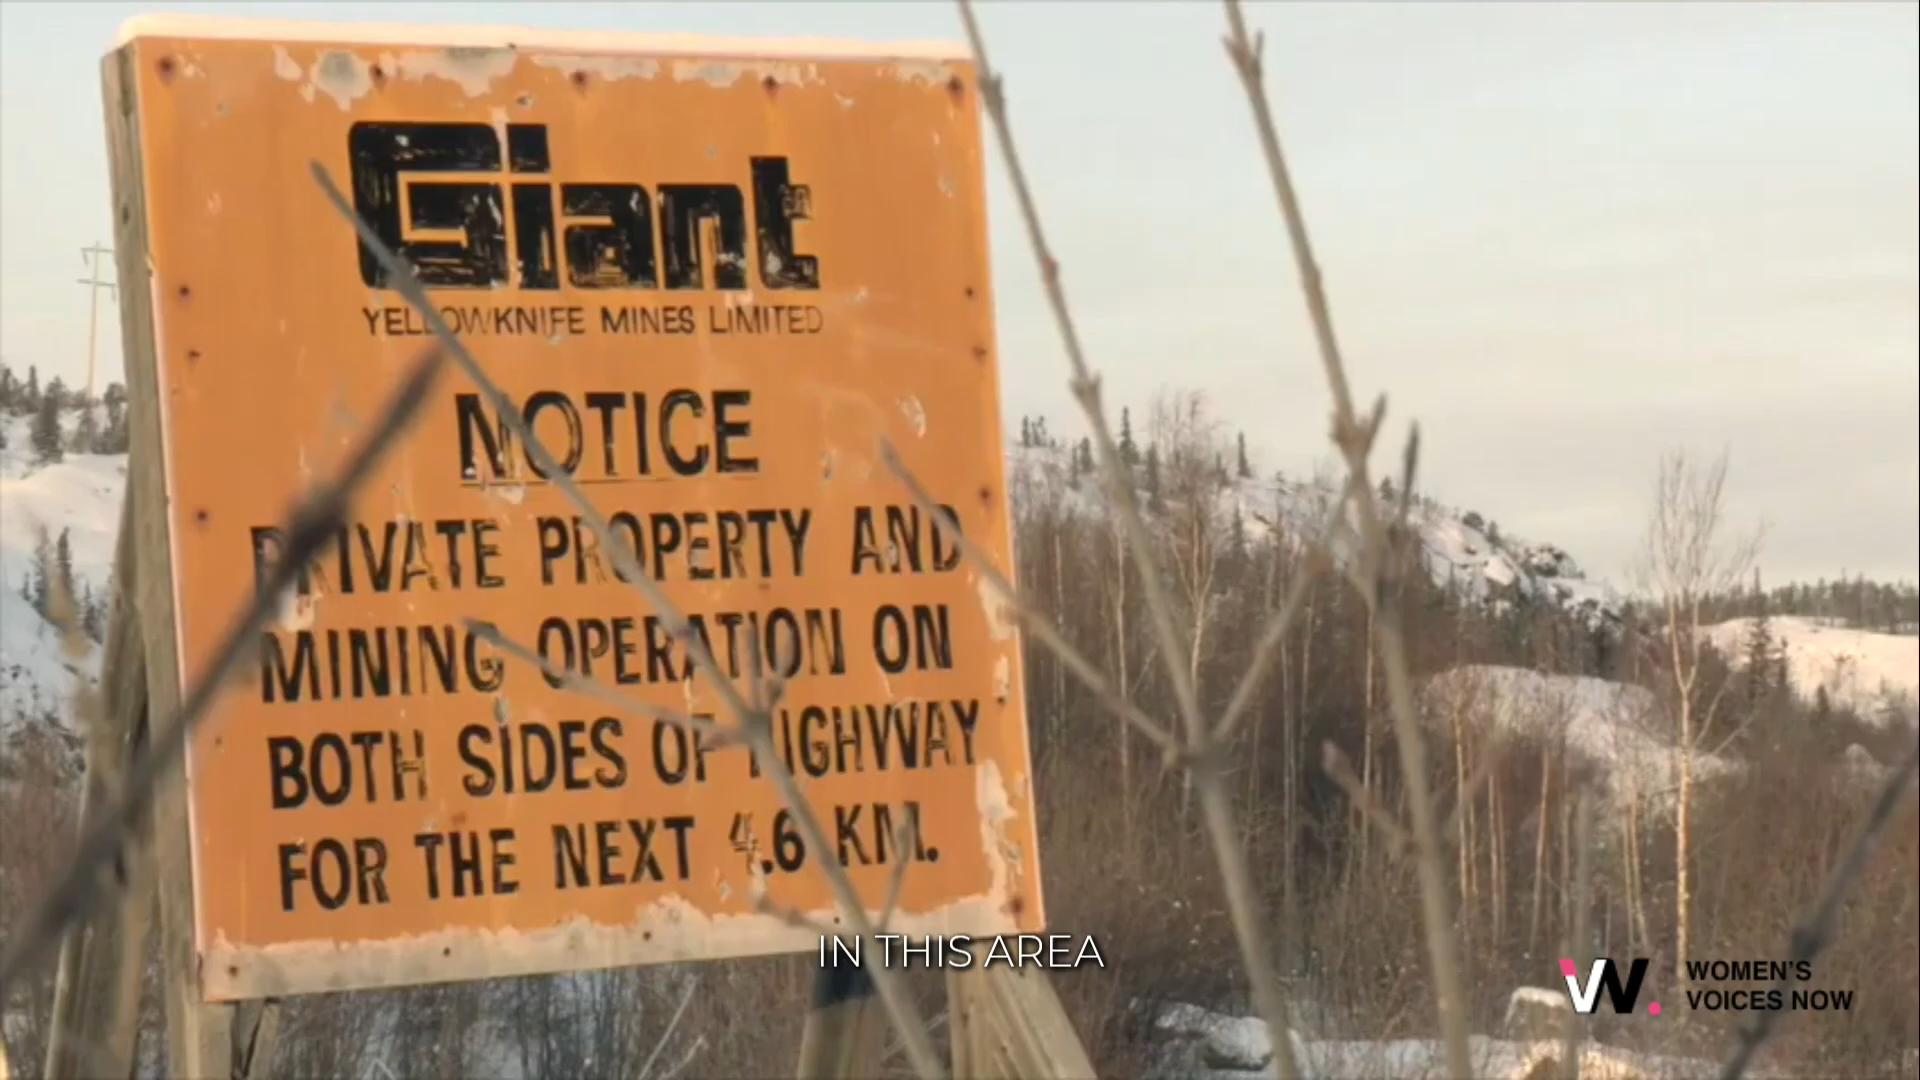 Giant
YELLOWKNIFE MINES LIMITED
NOTICE
PRIVATE PROPERTY AND
MINING OPERATION ON
BOTH SIDES OF HIGHWAY
FOR THE NEXT 4.6 KM.
IN THIS AREA
WOMEN'S
VOICES NOW